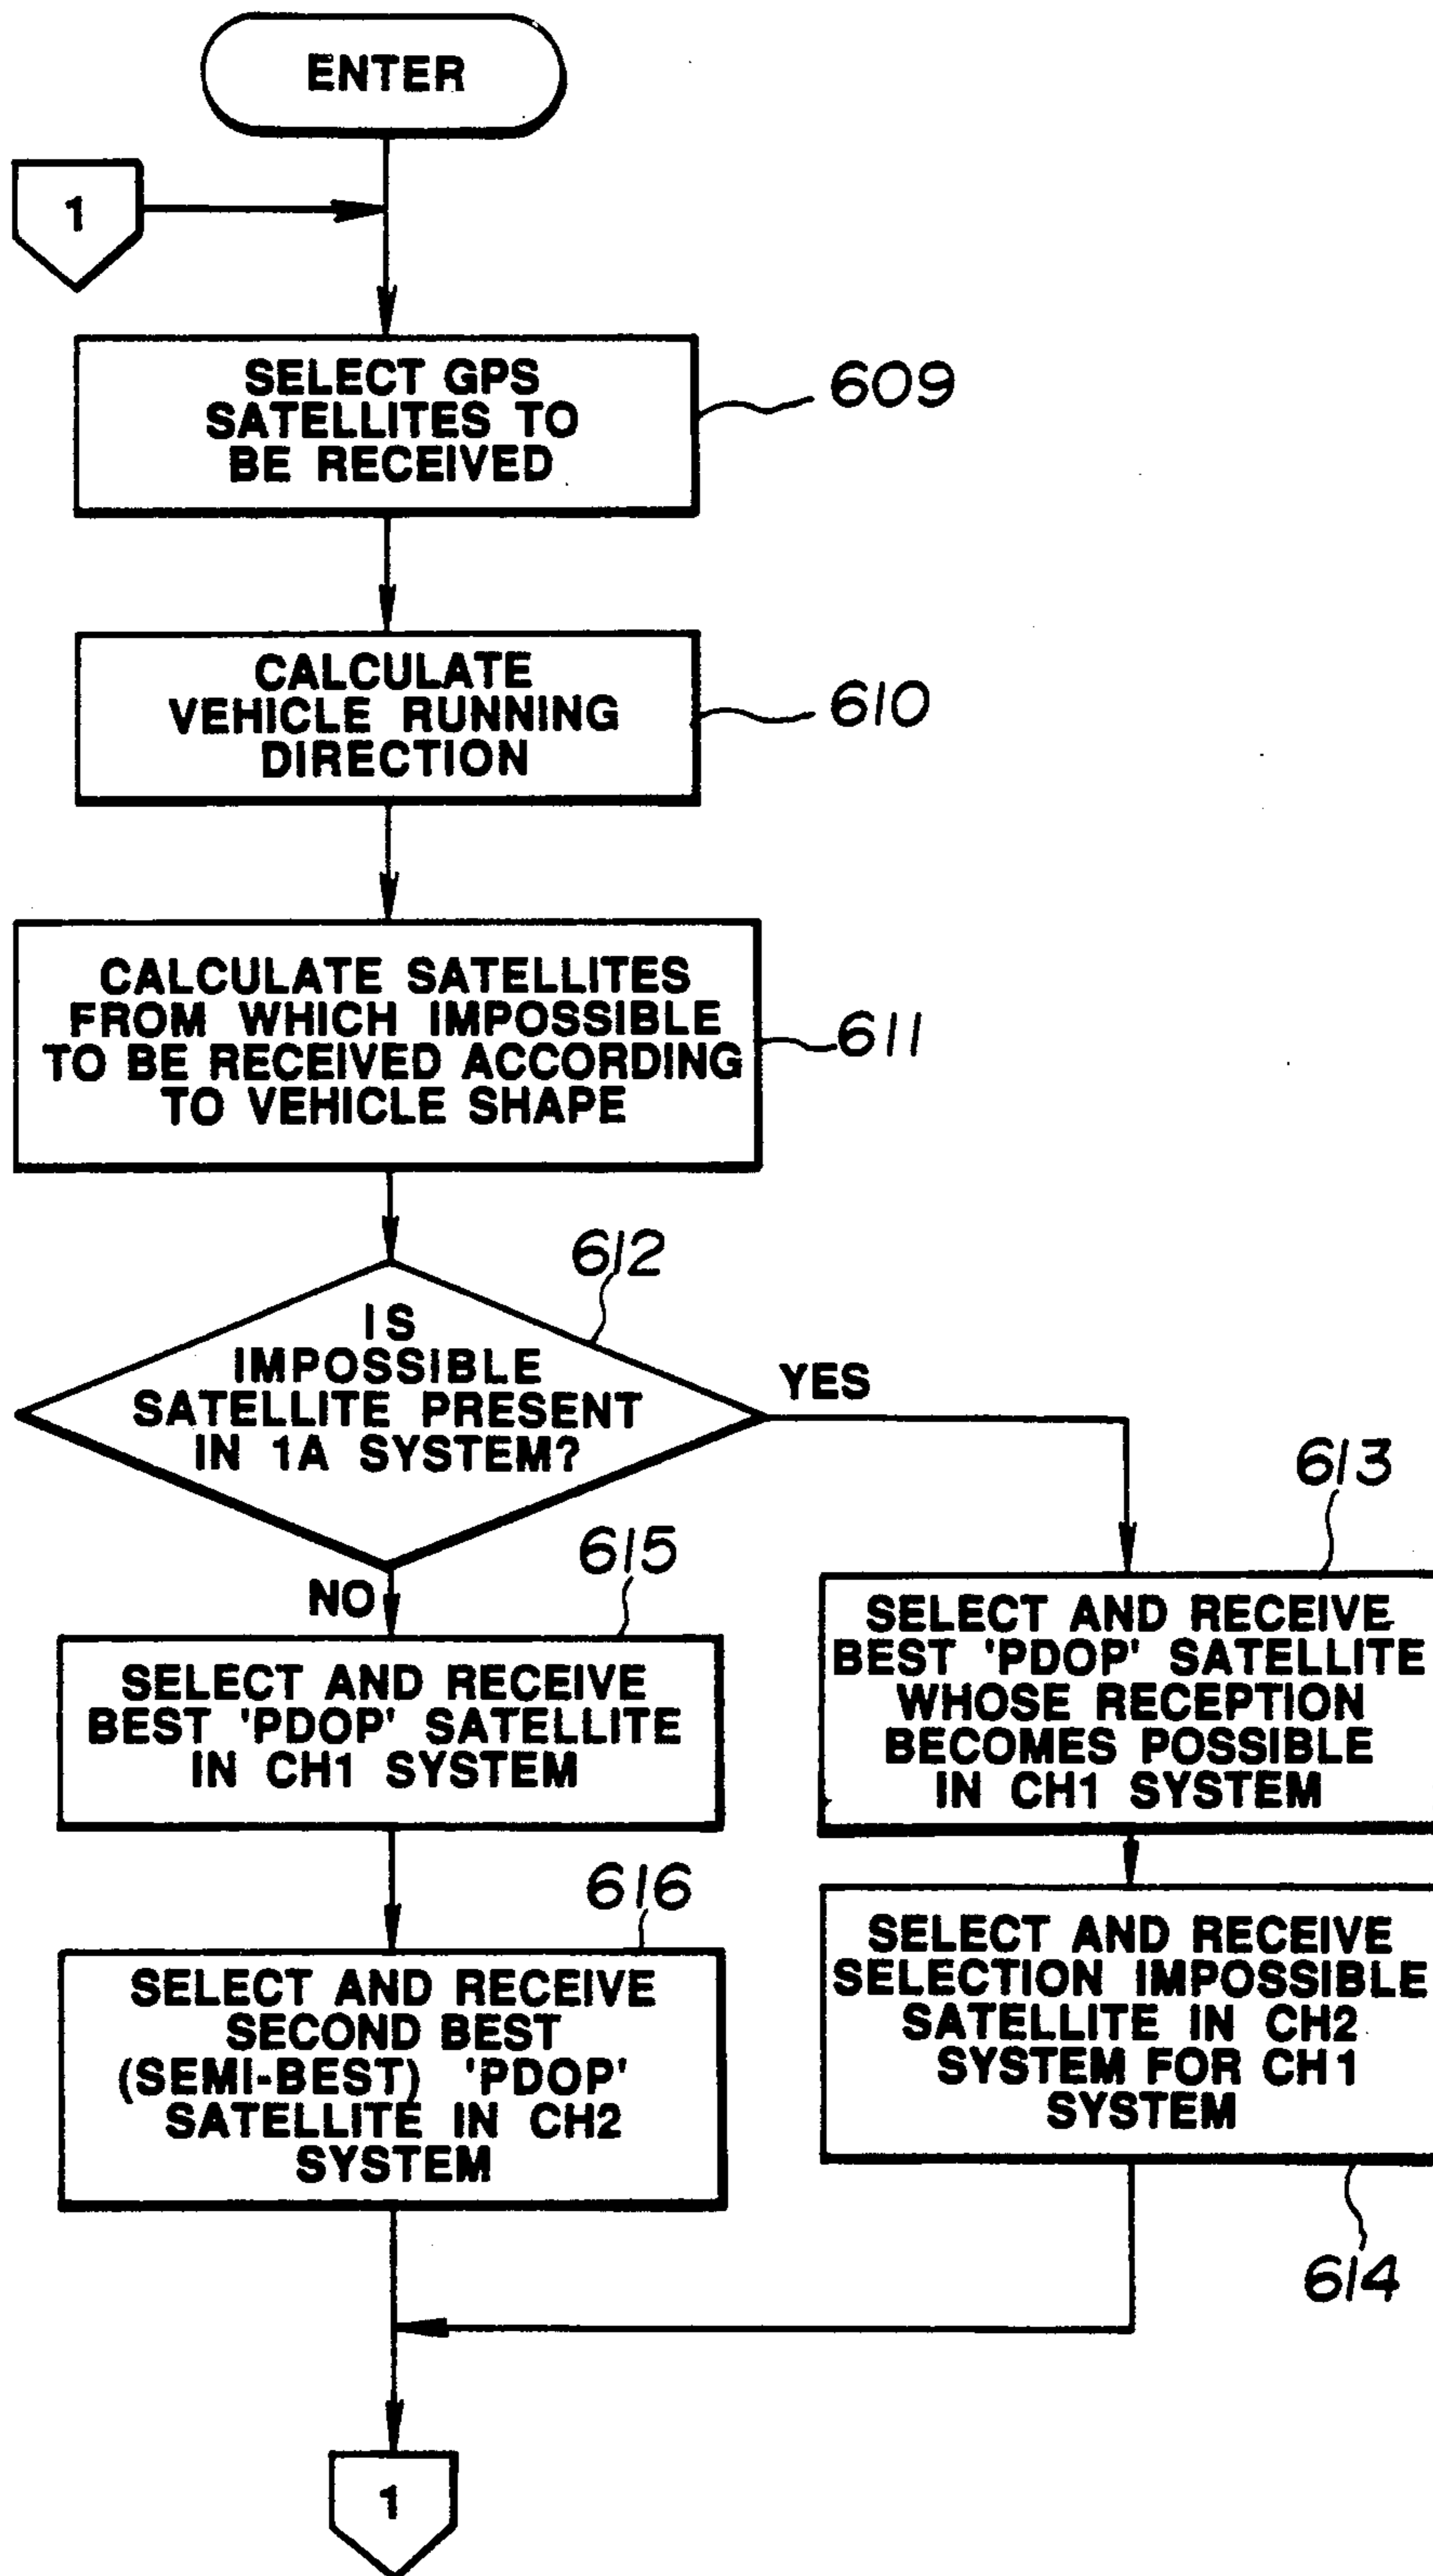 ENTER
1
SELECT GPS
SATELLITES TO
BE RECEIVED
609
CALCULATE
VEHICLE RUNNING
DIRECTION
610
CALCULATE SATELLITES
FROM WHICH IMPOSSIBLE
TO BE RECEIVED ACCORDING
TO VEHICLE SHAPE
611
612
IS
IMPOSSIBLE
SATELLITE PRESENT
IN 1A SYSTEM?
YES
NO
613
SELECT AND RECEIVE
BEST 'PDOP' SATELLITE
WHOSE RECEPTION
BECOMES POSSIBLE
IN CH1 SYSTEM
615
SELECT AND RECEIVE
BEST 'PDOP' SATELLITE
IN CH1 SYSTEM
616
SELECT AND RECEIVE
SECOND BEST
(SEMI-BEST) 'PDOP'
SATELLITE IN CH2
SYSTEM
SELECT AND RECEIVE
SELECTION IMPOSSIBLE
SATELLITE IN CH2
SYSTEM FOR CH1
SYSTEM
614
1